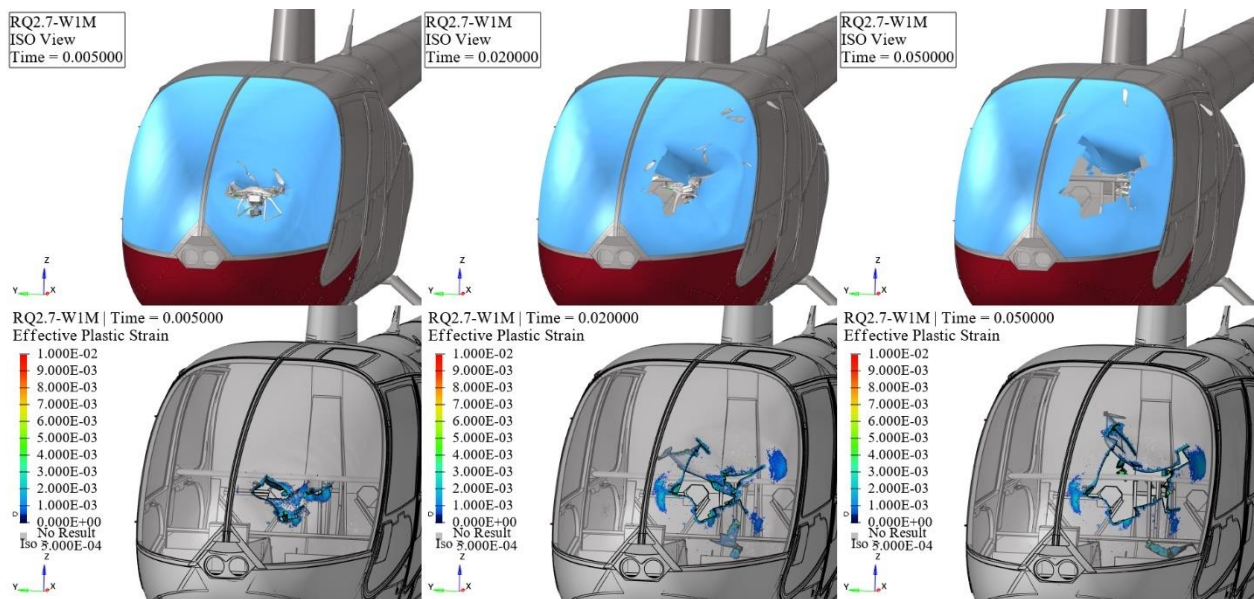 RQ2.7-W1M
ISO View
Time = 0.005000
RQ2.7-W1M
ISO View
Time = 0.020000
RQ2.7-W1M
ISO View
Time = 0.050000
Z
Y
X
Z
Y
X
Z
Y
X
RQ2.7-W1M | Time = 0.005000
Effective Plastic Strain
1.000E-02
9.000E-03
8.000E-03
7.000E-03
6.000E-03
5.000E-03
4.000E-03
3.000E-03
2.000E-03
1.000E-03
0.000E+00
No Result
Iso = 5.000E-04
Z
Y
X
RQ2.7-W1M | Time = 0.020000
Effective Plastic Strain
1.000E-02
9.000E-03
8.000E-03
7.000E-03
6.000E-03
5.000E-03
4.000E-03
3.000E-03
2.000E-03
1.000E-03
0.000E+00
No Result
Iso = 5.000E-04
Z
Y
X
RQ2.7-W1M | Time = 0.050000
Effective Plastic Strain
1.000E-02
9.000E-03
8.000E-03
7.000E-03
6.000E-03
5.000E-03
4.000E-03
3.000E-03
2.000E-03
1.000E-03
0.000E+00
No Result
Iso = 5.000E-04
Z
Y
X